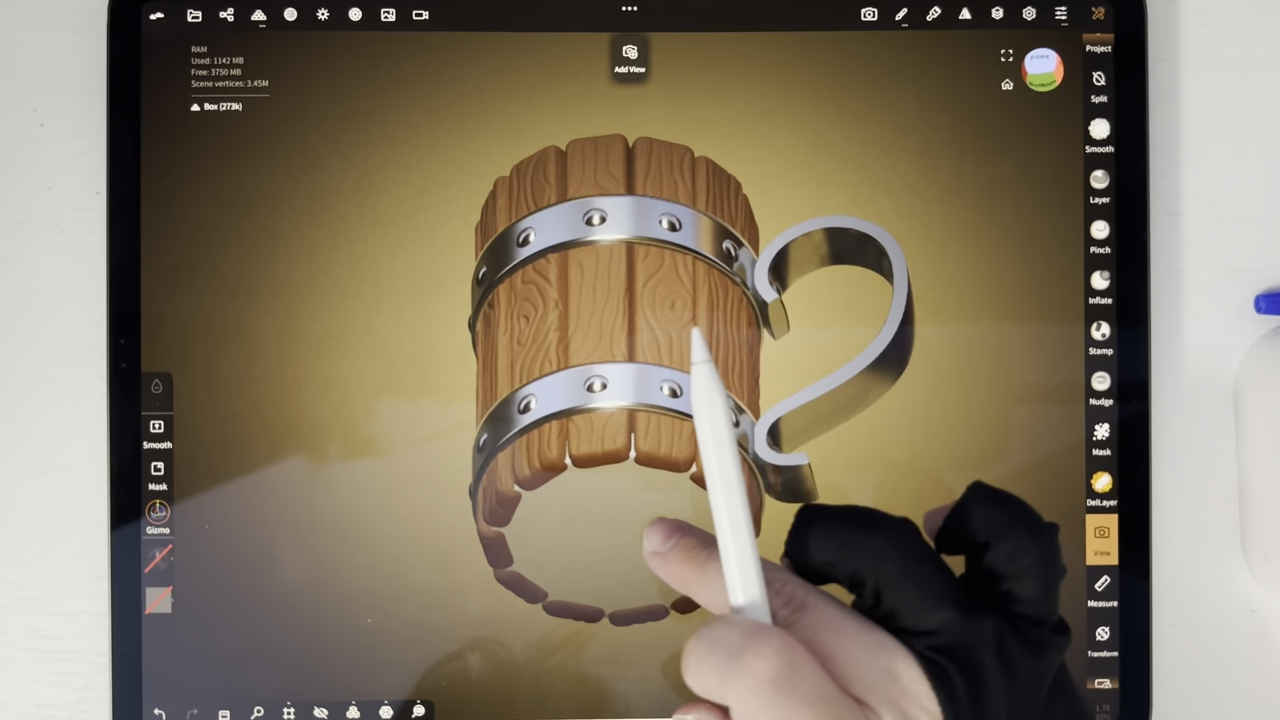 RAM
Used: 1142 MB
Free: 3750 MB
Scene vertices: 3.45M
Box (273k)
Add View
Front
Project
Split
Smooth
Layer
Pinch
Inflate
Stamp
Nudge
Mask
DelLayer
View
Measure
Transform
Smooth
Mask
Gizmo